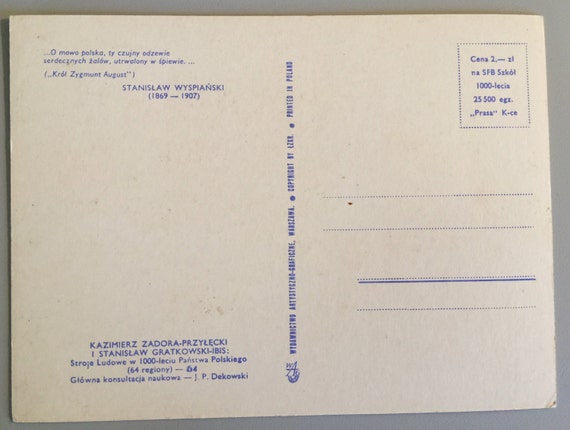 ...O mowo polska, ty czujny odzewie
serdecznych żalów, utrwalony w śpiewie. ...
(„Król Zygmunt August”)
STANISŁAW WYSPIAŃSKI
(1869 — 1907)
KAZIMIERZ ZADORA-PRZYŁĘCKI
I STANISŁAW GRATKOWSKI-IBIS:
Stroje Ludowe w 1000-leciu Państwa Polskiego
(64 regiony) —
Główna konsultacja naukowa — J. P. Dekowski
WYDAWNICTWO ARTYSTYCZNO-GRAFICZNE, WARSZAWA. ● COPYRIGHT BY ŁZKR. ● PRINTED IN POLAND
Cena 2,— zł
na SFB Szkół
1000-lecia
25 500 egz.
„Prasa” K-ce